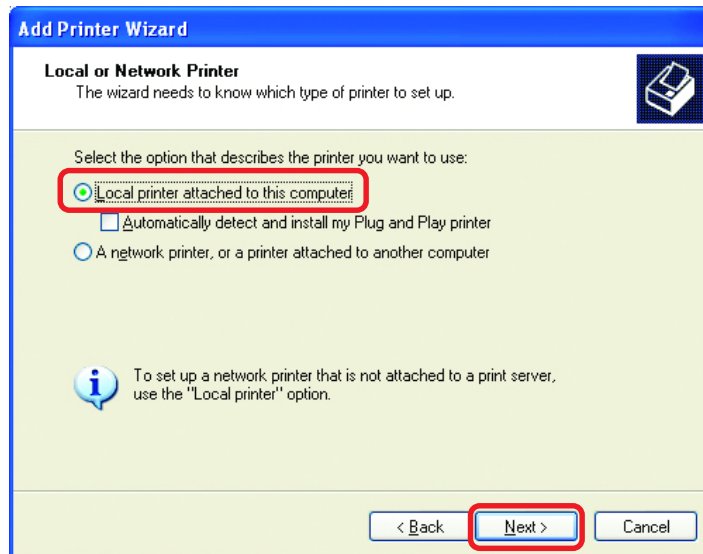 Add Printer Wizard
Local or Network Printer
The wizard needs to know which type of printer to set up.
Select the option that describes the printer you want to use:
Local printer attached to this computer
Automatically detect and install my Plug and Play printer
A network printer, or a printer attached to another computer
To set up a network printer that is not attached to a print server,
use the "Local printer" option.
< Back Next > Cancel